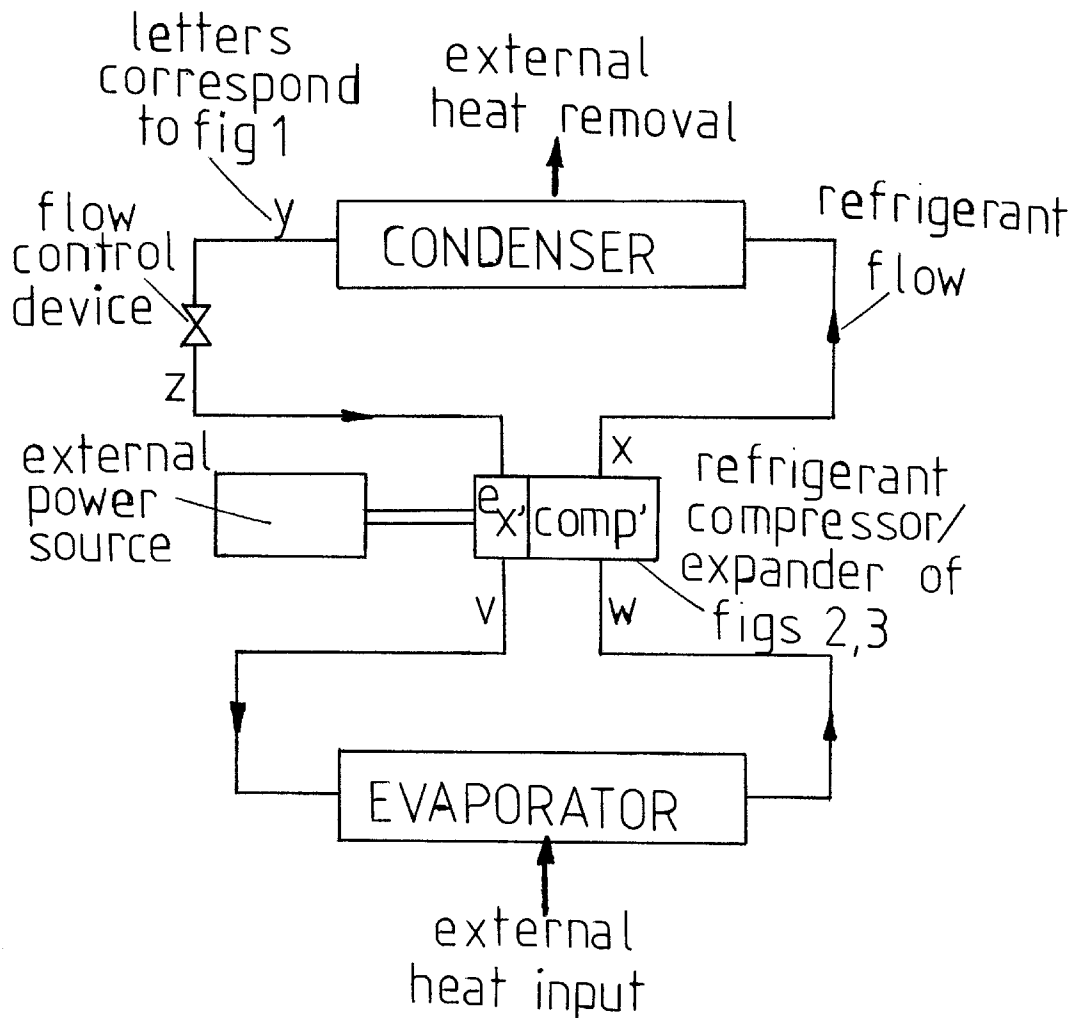 letters
correspond
to fig 1
external
heat removal
y
flow
control
device
CONDENSER
refrigerant
flow
z
external
power
source
x
ex'
comp'
refrigerant
compressor/
expander of
figs 2,3
v
w
EVAPORATOR
external
heat input